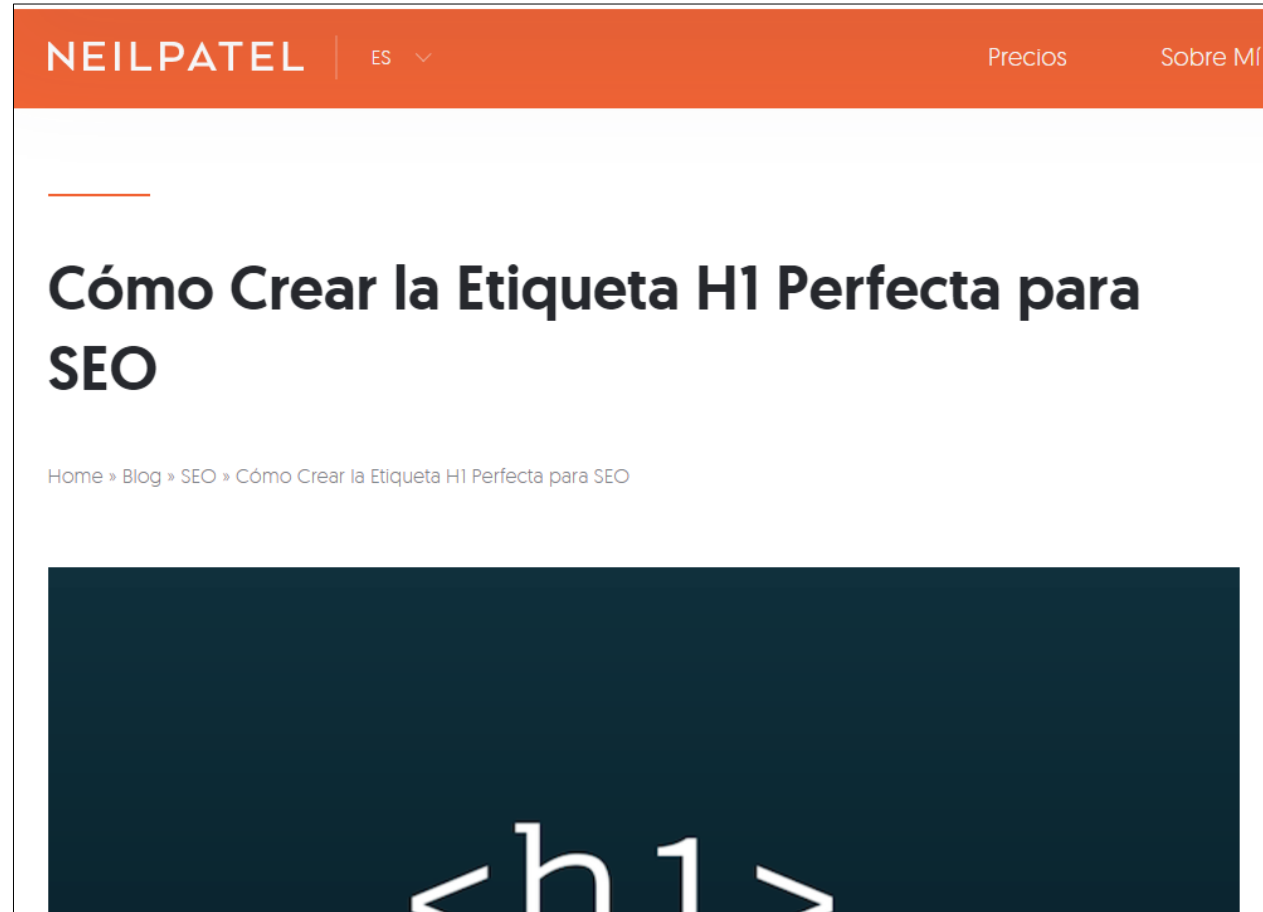 NEILPATEL ES Precios Sobre Mí
Cómo Crear la Etiqueta H1 Perfecta para
SEO
Home » Blog » SEO » Cómo Crear la Etiqueta H1 Perfecta para SEO
<h1>